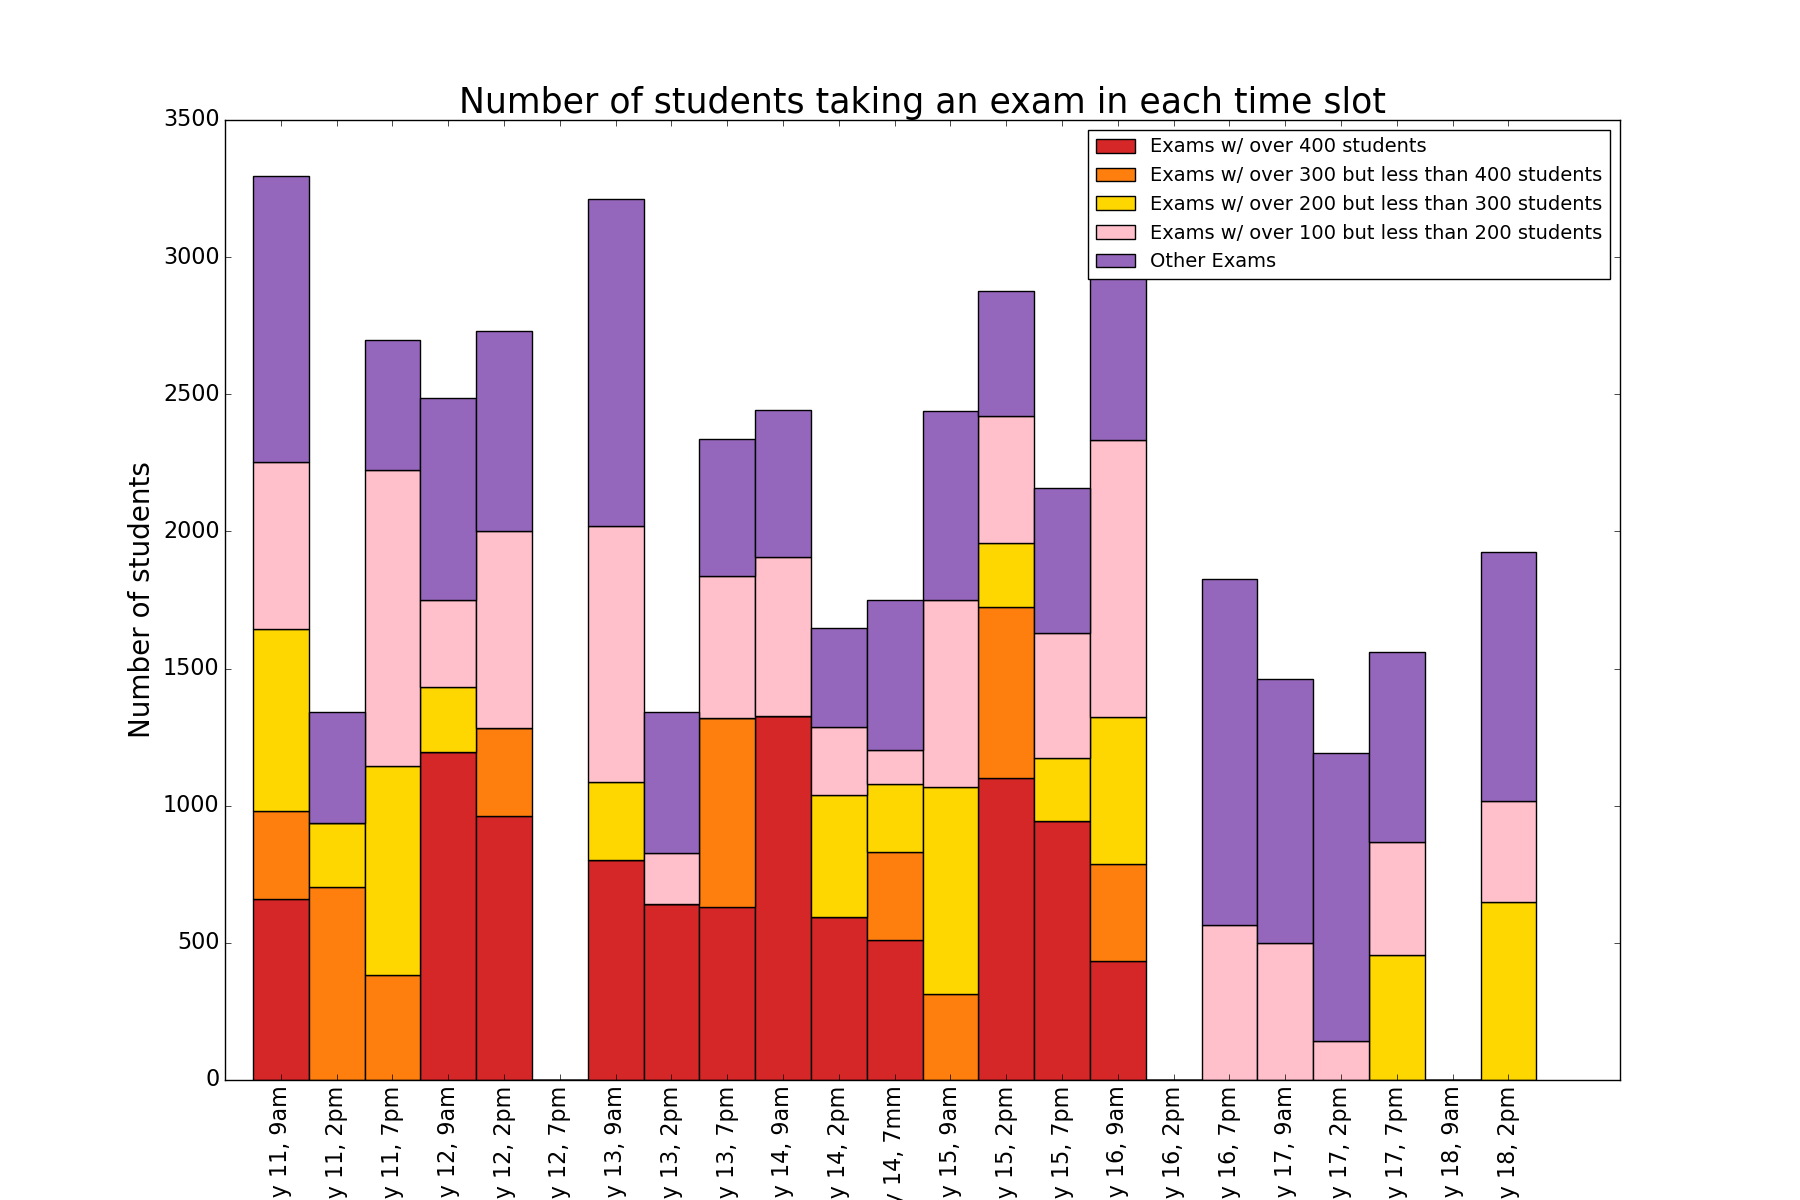 Number of students taking an exam in each time slot
Exams w/ over 400 students
Exams w/ over 300 but less than 400 students
Exams w/ over 200 but less than 300 students
Exams w/ over 100 but less than 200 students
Other Exams
Number of students
3500
3000
2500
2000
1500
1000
500
0
y 11, 9am
y 11, 2pm
y 11, 7pm
y 12, 9am
y 12, 2pm
y 12, 7pm
y 13, 9am
y 13, 2pm
y 13, 7pm
y 14, 9am
y 14, 2pm
y 14, 7mm
y 15, 9am
y 15, 2pm
y 15, 7pm
y 16, 9am
y 16, 2pm
y 16, 7pm
y 17, 9am
y 17, 2pm
y 17, 7pm
y 18, 9am
y 18, 2pm